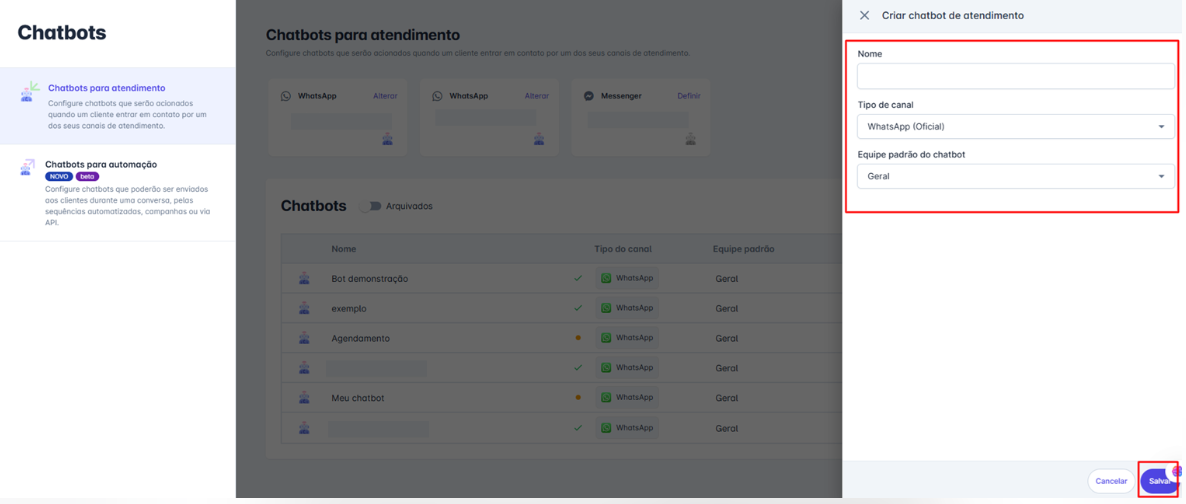 Chatbots
Chatbots para atendimento
Configure chatbots que serão acionados
quando um cliente entrar em contato por um
dos seus canais de atendimento.
Chatbots para automação
NOVO beta
Configure chatbots que poderão ser enviados
aos clientes durante uma conversa, pelas
sequências automatizadas, campanhas ou via
API.
Chatbots para atendimento
Configure chatbots que serão acionados quando um cliente entrar em contato por um dos seus canais de atendimento.
WhatsApp Alterar
WhatsApp Alterar
Messenger Definir
Chatbots Arquivados
Nome Tipo do canal Equipe padrão
Bot demonstração WhatsApp Geral
exemplo WhatsApp Geral
Agendamento WhatsApp Geral
WhatsApp Geral
Meu chatbot WhatsApp Geral
WhatsApp Geral
Criar chatbot de atendimento
Nome
Tipo de canal
WhatsApp (Oficial)
Equipe padrão do chatbot
Geral
Cancelar Salvar